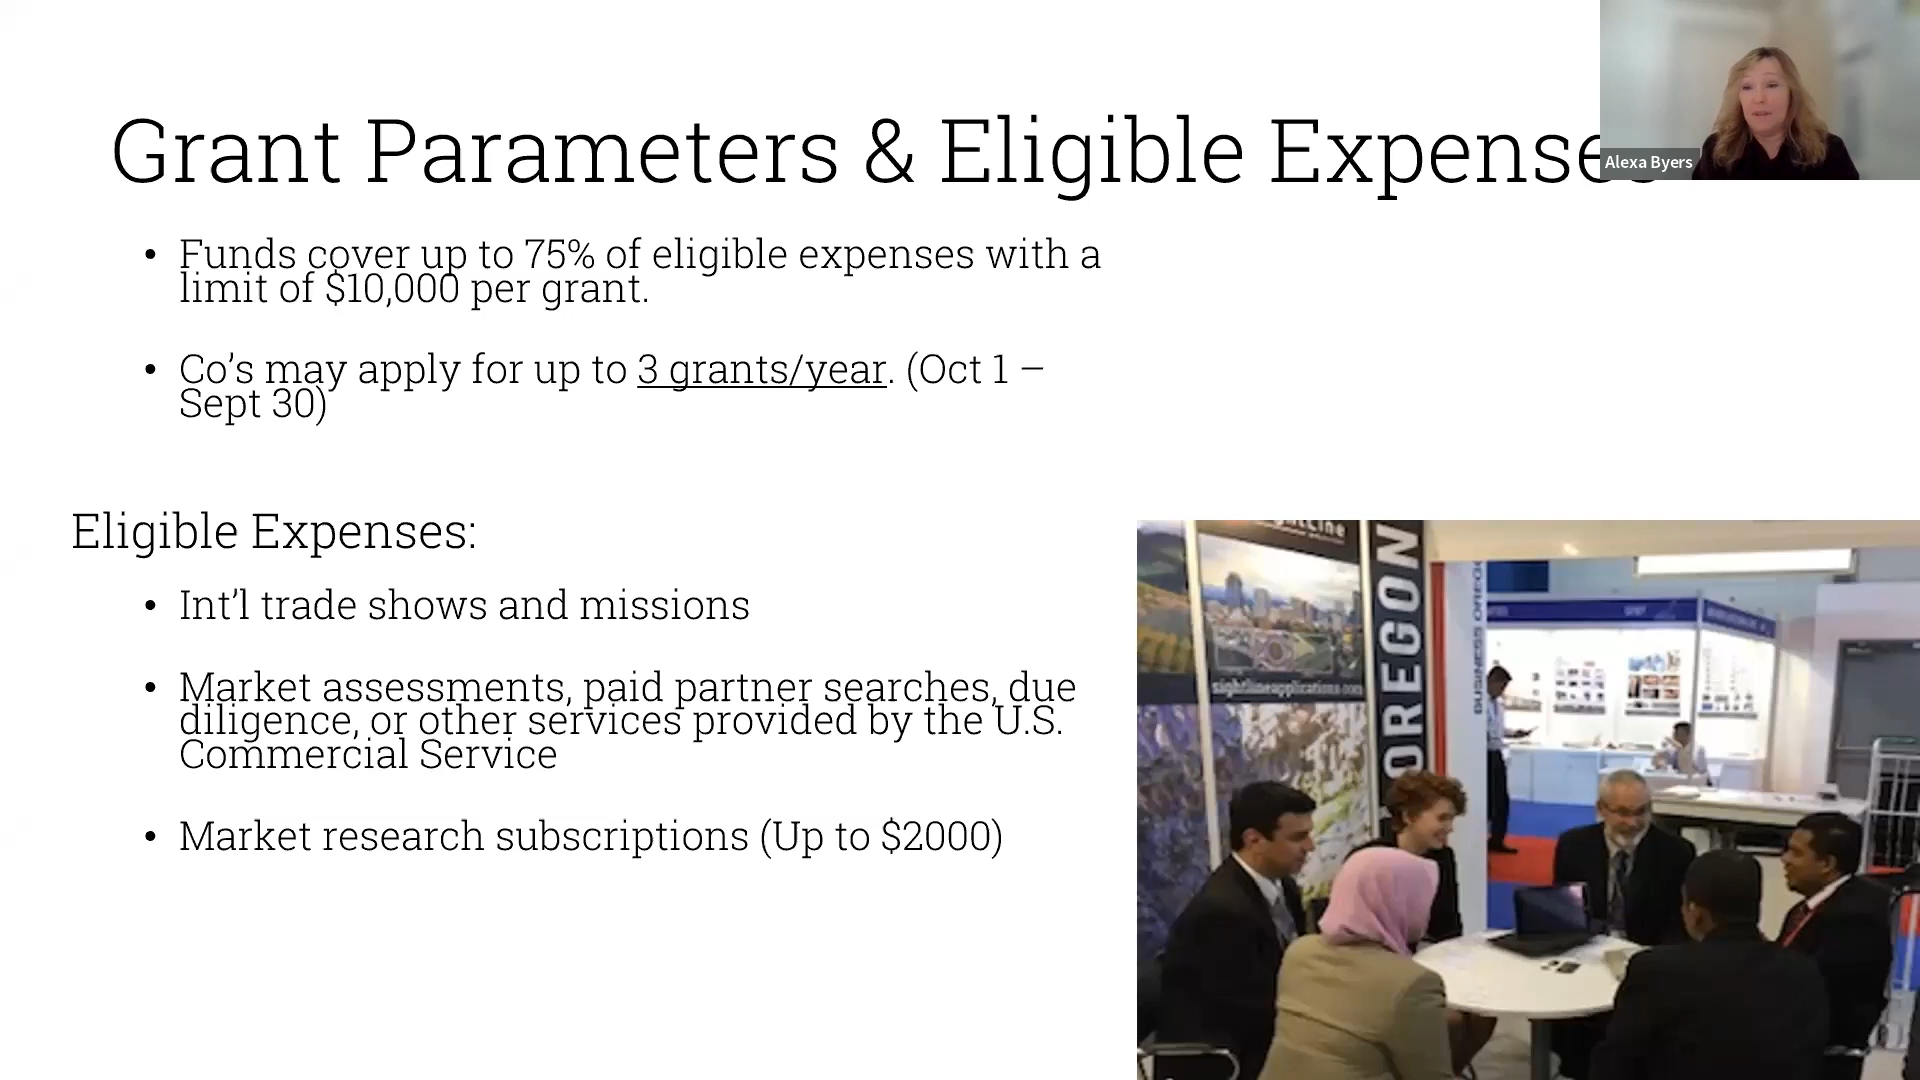 Grant Parameters & Eligible Expenses
Alexa Byers
• Funds cover up to 75% of eligible expenses with a
limit of $10,000 per grant.
• Co’s may apply for up to 3 grants/year. (Oct 1 –
Sept 30)
Eligible Expenses:
• Int’l trade shows and missions
• Market assessments, paid partner searches, due
diligence, or other services provided by the U.S.
Commercial Service
• Market research subscriptions (Up to $2000)
sightlineapplications.com
OREGON
BUSINESS OREGO